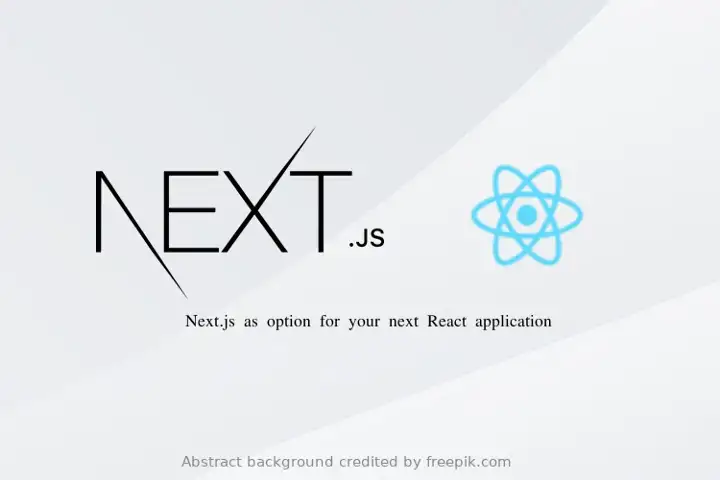 NEXT.JS
Next.js as option for your next React application
Abstract background credited by freepik.com